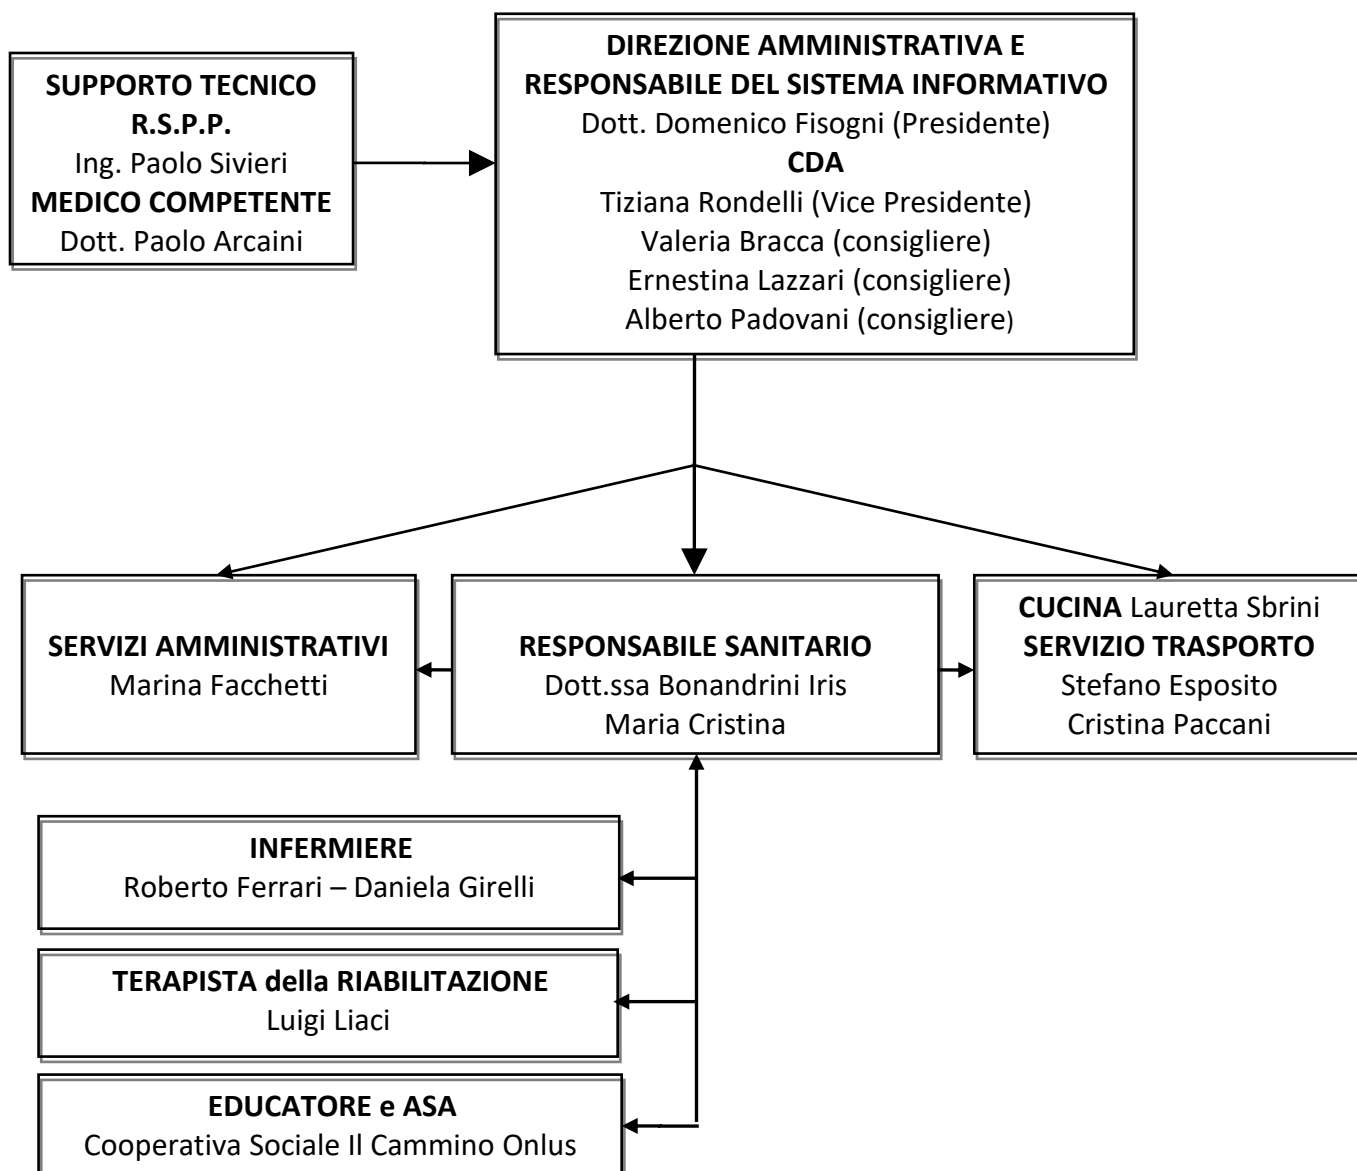 SUPPORTO TECNICO
R.S.P.P.
Ing. Paolo Sivieri
MEDICO COMPETENTE
Dott. Paolo Arcaini
DIREZIONE AMMINISTRATIVA E
RESPONSABILE DEL SISTEMA INFORMATIVO
Dott. Domenico Fisogni (Presidente)
CDA
Tiziana Rondelli (Vice Presidente)
Valeria Bracca (consigliere)
Ernestina Lazzari (consigliere)
Alberto Padovani (consigliere)
SERVIZI AMMINISTRATIVI
Marina Facchetti
RESPONSABILE SANITARIO
Dott.ssa Bonandrini Iris
Maria Cristina
CUCINA Lauretta Sbrini
SERVIZIO TRASPORTO
Stefano Esposito
Cristina Paccani
INFERMIERE
Roberto Ferrari – Daniela Girelli
TERAPISTA della RIABILITAZIONE
Luigi Liaci
EDUCATORE e ASA
Cooperativa Sociale Il Cammino Onlus